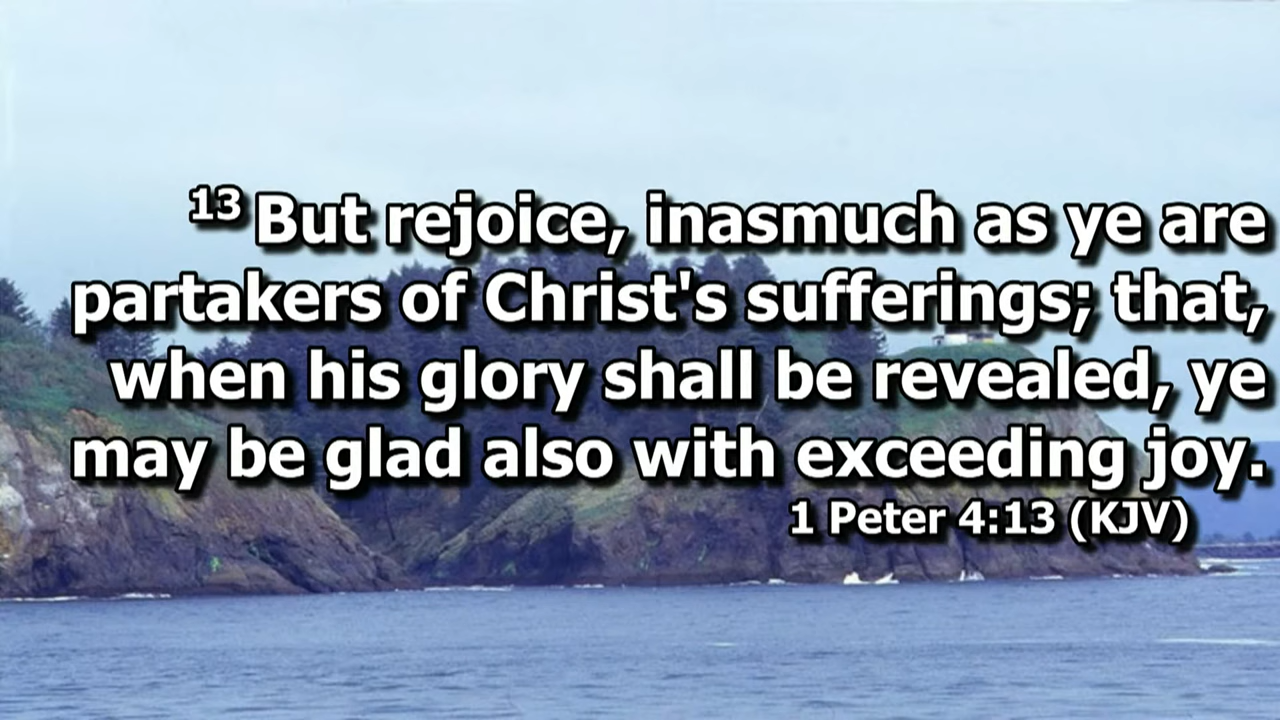 13 But rejoice, inasmuch as ye are
partakers of Christ's sufferings; that,
when his glory shall be revealed, ye
may be glad also with exceeding joy.
1 Peter 4:13 (KJV)